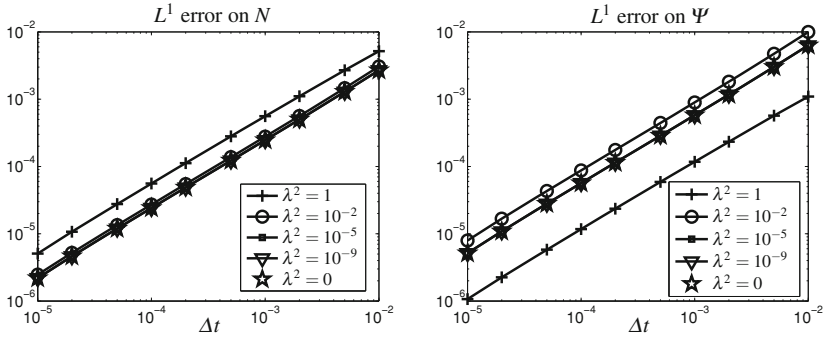 L¹ error on N
10⁻²
10⁻³
10⁻⁴
10⁻⁵
10⁻⁶
10⁻⁵
10⁻⁴
10⁻³
10⁻²
Δt
λ² = 1
λ² = 10⁻²
λ² = 10⁻⁵
λ² = 10⁻⁹
λ² = 0
L¹ error on Ψ
10⁻²
10⁻³
10⁻⁴
10⁻⁵
10⁻⁶
10⁻⁵
10⁻⁴
10⁻³
10⁻²
Δt
λ² = 1
λ² = 10⁻²
λ² = 10⁻⁵
λ² = 10⁻⁹
λ² = 0